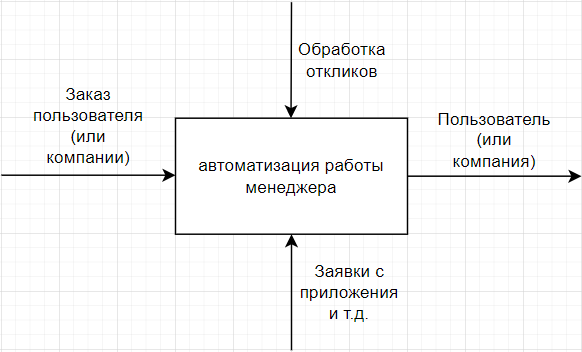 Обработка
откликов
Заказ
пользователя
(или
компании)
автоматизация работы
менеджера
Пользователь
(или
компания)
Заявки с
приложения
и т.д.